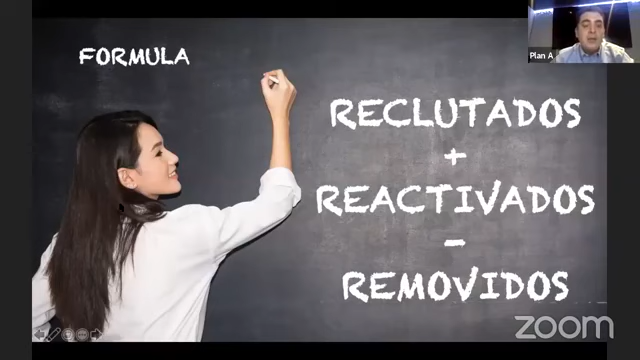 FORMULA
RECLUTADOS
+
REACTIVADOS
-
REMOVIDOS
Plan A
zoom